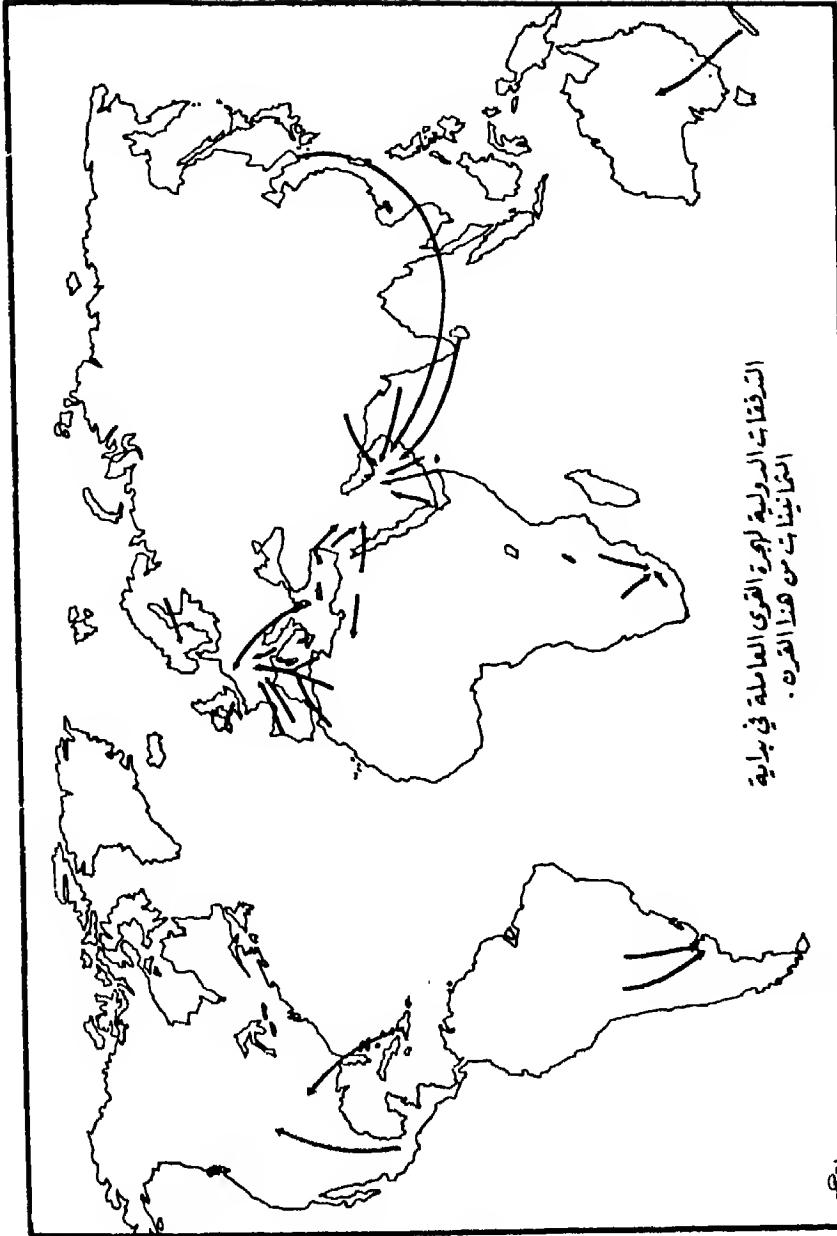 التدفقات الدولية لهجرة القوى العاملة في بداية
الثمانينات من هذا القرن .